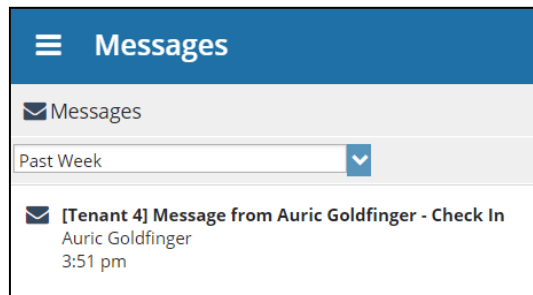 Messages
Messages
Past Week
[Tenant 4] Message from Auric Goldfinger - Check In
Auric Goldfinger
3:51 pm